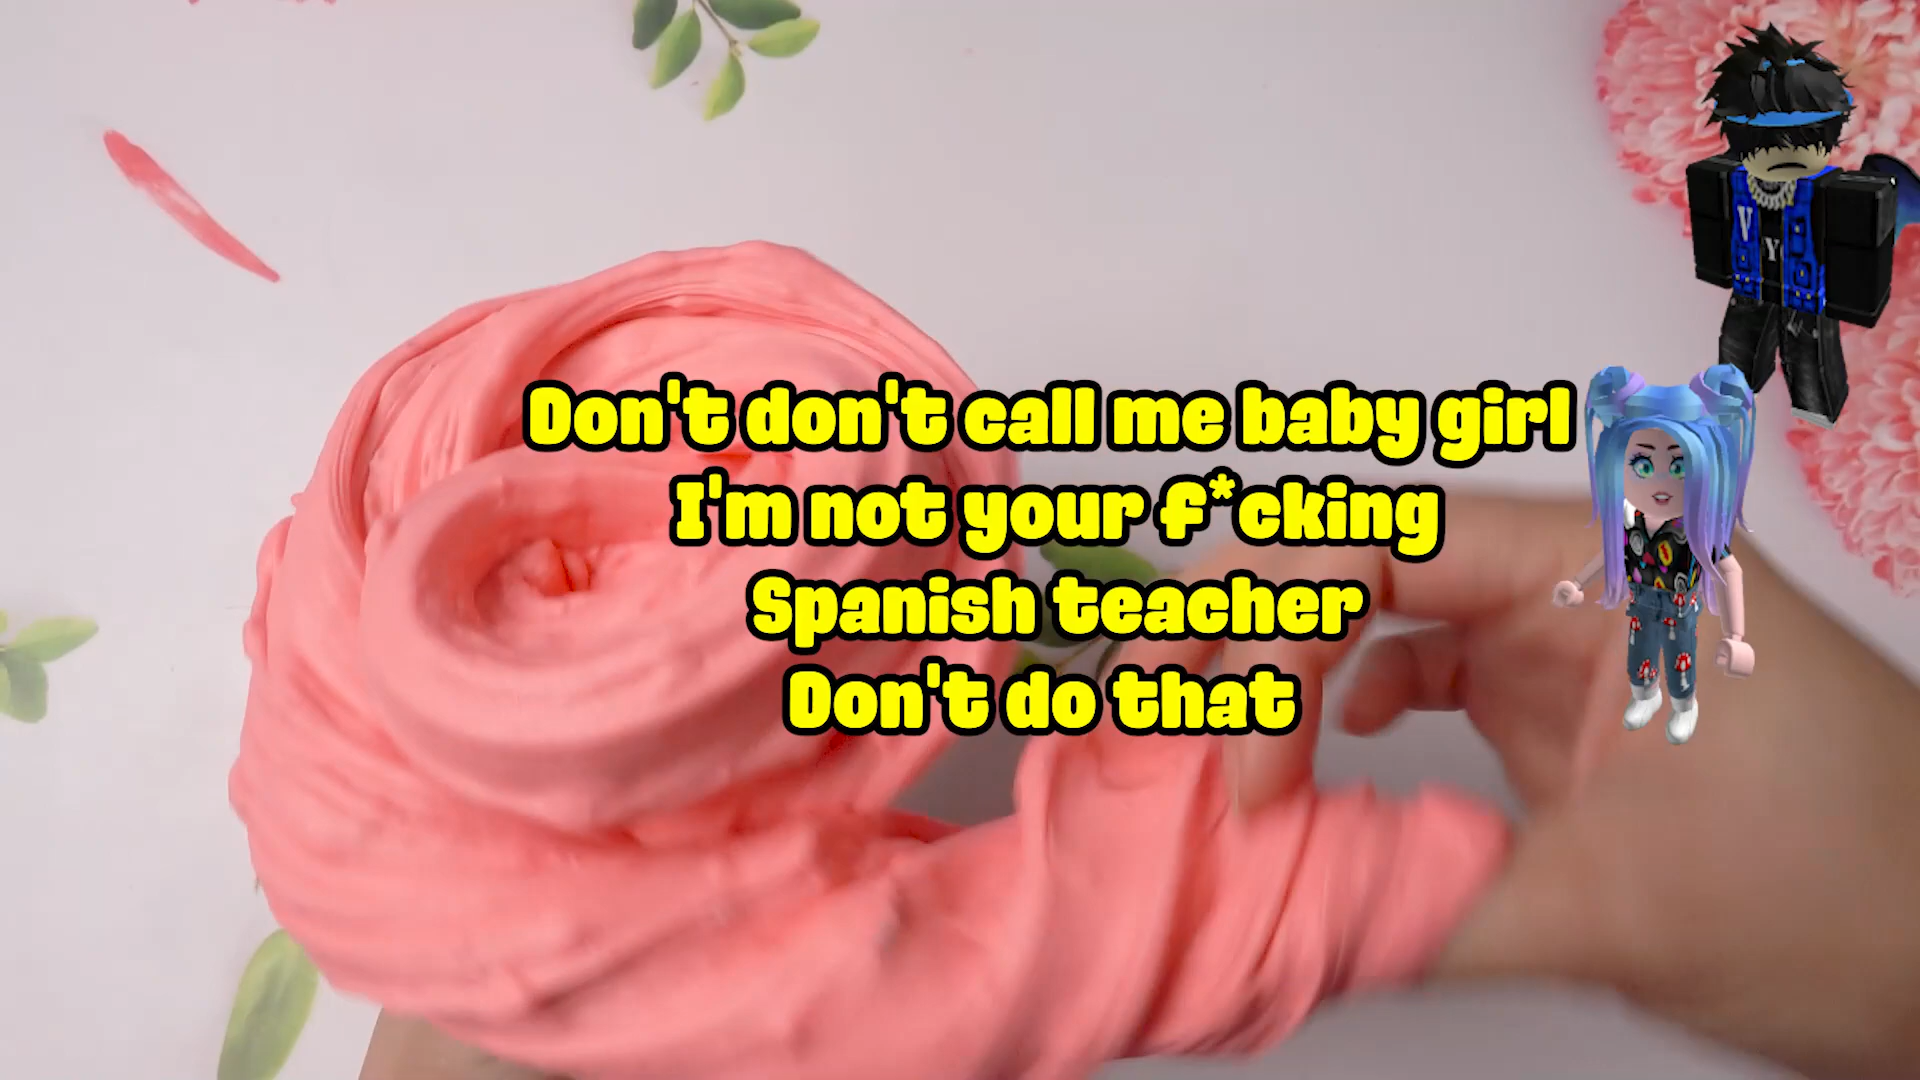 Don't don't call me baby girl
I'm not your f*cking
Spanish teacher
Don't do that
V